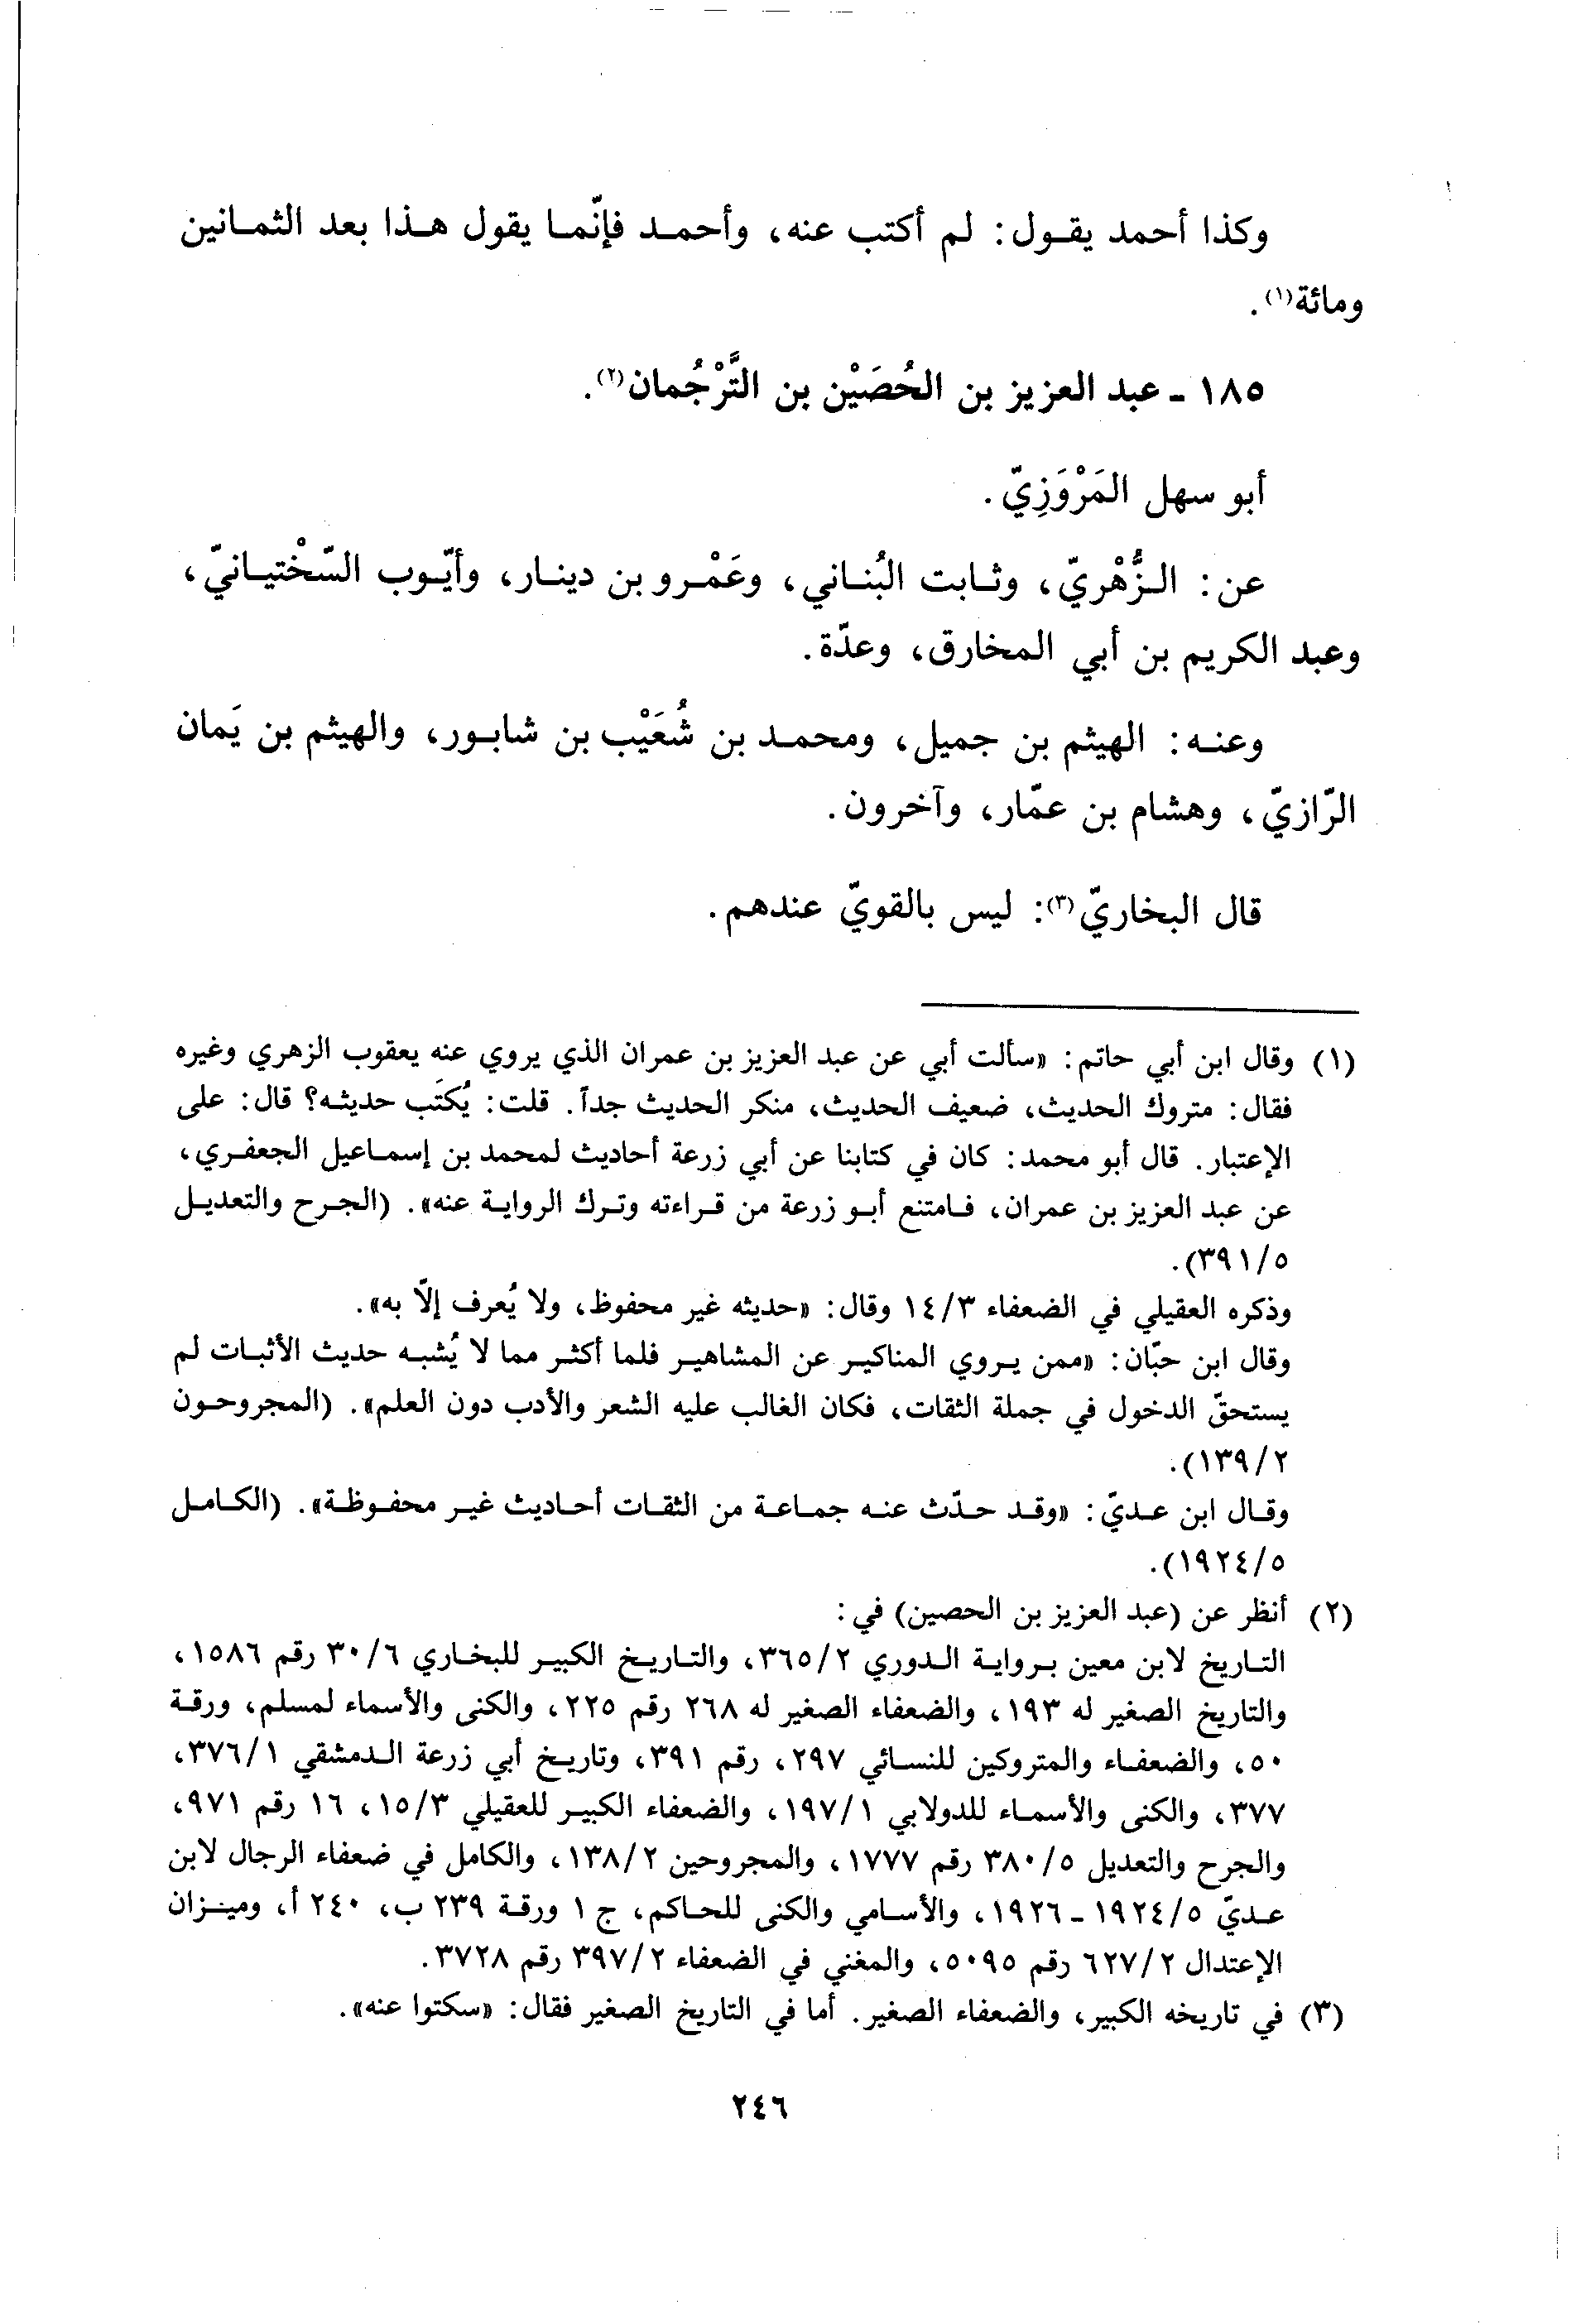 وكذا أحمد يقول: لم أكتب عنه، وأحمد فإنّما يقول هذا بعد الثمانين
ومائة(١).
١٨٥ - عبد العزيز بن الحُصَيْن بن التَّرْجُمان(٢).
أبو سهل المَرْوَزِيّ.
عن: الزُّهْريّ، وثابت البُناني، وعَمْرو بن دينار، وأيّوب السّخْتيانيّ،
وعبد الكريم بن أبي المخارق، وعدّة.
وعنه: الهيثم بن جميل، ومحمد بن شُعَيْب بن شابور، والهيثم بن يَمان
الرّازيّ، وهشام بن عمّار، وآخرون.
قال البخاريّ(٣): ليس بالقويّ عندهم.
(١) وقال ابن أبي حاتم: «سألت أبي عن عبد العزيز بن عمران الذي يروي عنه يعقوب الزهري وغيره
فقال: متروك الحديث، ضعيف الحديث، منكر الحديث جداً. قلت: يُكتَب حديثه؟ قال: على
الإعتبار. قال أبو محمد: كان في كتابنا عن أبي زرعة أحاديث لمحمد بن إسماعيل الجعفري،
عن عبد العزيز بن عمران، فامتنع أبو زرعة من قراءته وترك الرواية عنه». (الجرح والتعديل
٥/٣٩١).
وذكره العقيلي في الضعفاء ٣/١٤ وقال: «حديثه غير محفوظ، ولا يُعرف إلّا به».
وقال ابن حبّان: «ممن يروي المناكير عن المشاهير فلما أكثر مما لا يُشبه حديث الأثبات لم
يستحقّ الدخول في جملة الثقات، فكان الغالب عليه الشعر والأدب دون العلم». (المجروحون
٢/١٣٩).
وقال ابن عديّ: «وقد حدّث عنه جماعة من الثقات أحاديث غير محفوظة». (الكامل
٥/١٩٢٤).
(٢) أنظر عن (عبد العزيز بن الحصين) في:
التاريخ لابن معين برواية الدوري ٢/٣٦٥، والتاريخ الكبير للبخاري ٦/٣٠ رقم ١٥٨٦،
والتاريخ الصغير له ١٩٣، والضعفاء الصغير له ٢٦٨ رقم ٢٢٥، والكنى والأسماء لمسلم، ورقة
٥٠، والضعفاء والمتروكين للنسائي ٢٩٧، رقم ٣٩١، وتاريخ أبي زرعة الدمشقي ١/٣٧٦،
٣٧٧، والكنى والأسماء للدولابي ١/١٩٧، والضعفاء الكبير للعقيلي ٣/١٥، ١٦ رقم ٩٧١،
والجرح والتعديل ٥/٣٨٠ رقم ١٧٧٧، والمجروحين ٢/١٣٨، والكامل في ضعفاء الرجال لابن
عديّ ٥/١٩٢٤ - ١٩٢٦، والأسامي والكنى للحاكم، ج ١ ورقة ٢٣٩ ب، ٢٤٠ أ، وميزان
الإعتدال ٢/٦٢٧ رقم ٥٠٩٥، والمغني في الضعفاء ٢/٣٩٧ رقم ٣٧٢٨.
(٣) في تاريخه الكبير، والضعفاء الصغير. أما في التاريخ الصغير فقال: «سكتوا عنه».
٢٤٦